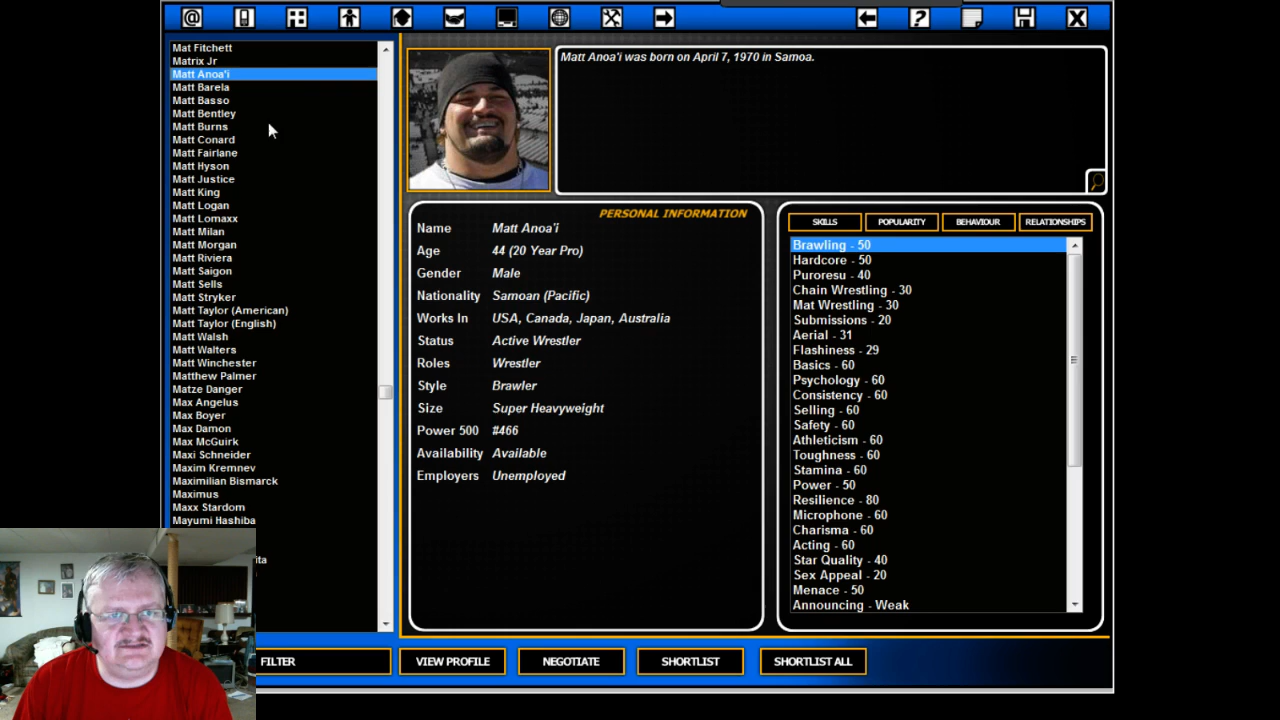 Mat Fitchett
Matrix Jr
Matt Anoa'i
Matt Barela
Matt Basso
Matt Bentley
Matt Burns
Matt Conard
Matt Fairlane
Matt Hyson
Matt Justice
Matt King
Matt Logan
Matt Lomaxx
Matt Milan
Matt Morgan
Matt Riviera
Matt Saigon
Matt Sells
Matt Stryker
Matt Taylor (American)
Matt Taylor (English)
Matt Walsh
Matt Walters
Matt Winchester
Matthew Palmer
Matze Danger
Max Angelus
Max Boyer
Max Damon
Max McGuirk
Maxi Schneider
Maxim Kremnev
Maximilian Bismarck
Maximus
Maxx Stardom
Mayumi Hashiba
ita
FILTER
Matt Anoa'i was born on April 7, 1970 in Samoa.
PERSONAL INFORMATION
Name Matt Anoa'i
Age 44 (20 Year Pro)
Gender Male
Nationality Samoan (Pacific)
Works In USA, Canada, Japan, Australia
Status Active Wrestler
Roles Wrestler
Style Brawler
Size Super Heavyweight
Power 500 #466
Availability Available
Employers Unemployed
SKILLS POPULARITY BEHAVIOUR RELATIONSHIPS
Brawling - 50
Hardcore - 50
Puroresu - 40
Chain Wrestling - 30
Mat Wrestling - 30
Submissions - 20
Aerial - 31
Flashiness - 29
Basics - 60
Psychology - 60
Consistency - 60
Selling - 60
Safety - 60
Athleticism - 60
Toughness - 60
Stamina - 60
Power - 50
Resilience - 80
Microphone - 60
Charisma - 60
Acting - 60
Star Quality - 40
Sex Appeal - 20
Menace - 50
Announcing - Weak
VIEW PROFILE NEGOTIATE SHORTLIST SHORTLIST ALL